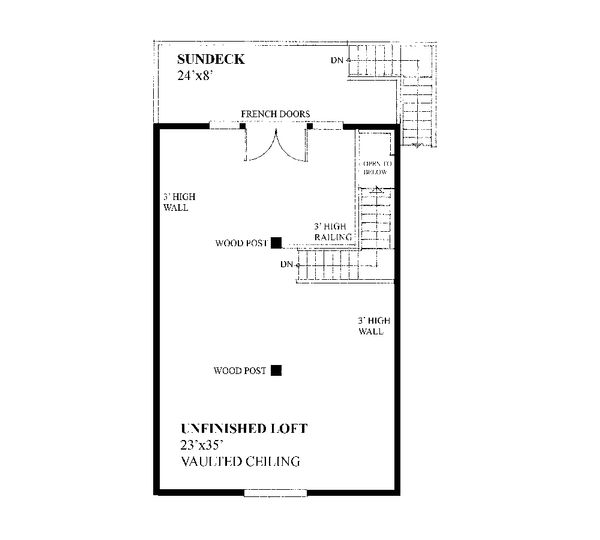 SUNDECK
24'x8'
DN
FRENCH DOORS
OPEN TO
BELOW
3' HIGH
WALL
3' HIGH
RAILING
WOOD POST
DN
3' HIGH
WALL
WOOD POST
UNFINISHED LOFT
23'x35'
VAULTED CEILING